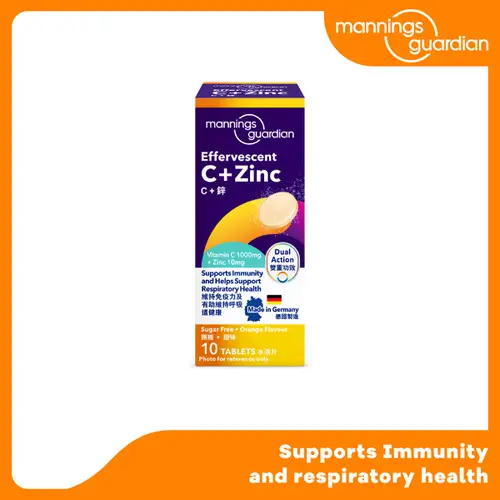 mannings
guardian
mannings
guardian
Effervescent
C+Zinc
C + 鋅
Vitamin C 1000mg
+ Zinc 10mg
Dual
Action
雙重功效
Supports Immunity
and Helps Support
Respiratory Health
維持免疫力及
有助維持呼吸
道健康
Made in Germany
德國製造
Sugar Free • Orange Flavour
無糖 • 橙味
10 TABLETS 水溶片
Photo for reference only
Supports Immunity
and respiratory health